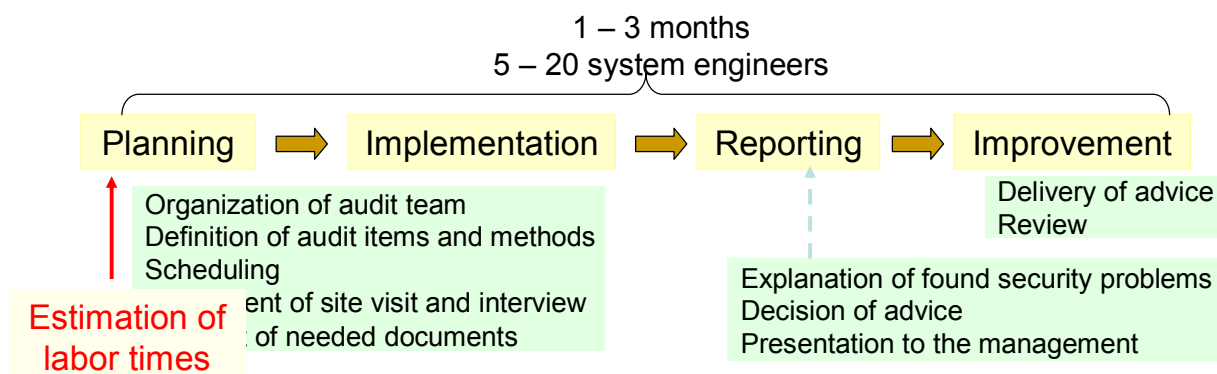 1 – 3 months
5 – 20 system engineers
Planning
Implementation
Reporting
Improvement
Organization of audit team
Definition of audit items and methods
Scheduling
ent of site visit and interview
of needed documents
Estimation of
labor times
Delivery of advice
Review
Explanation of found security problems
Decision of advice
Presentation to the management